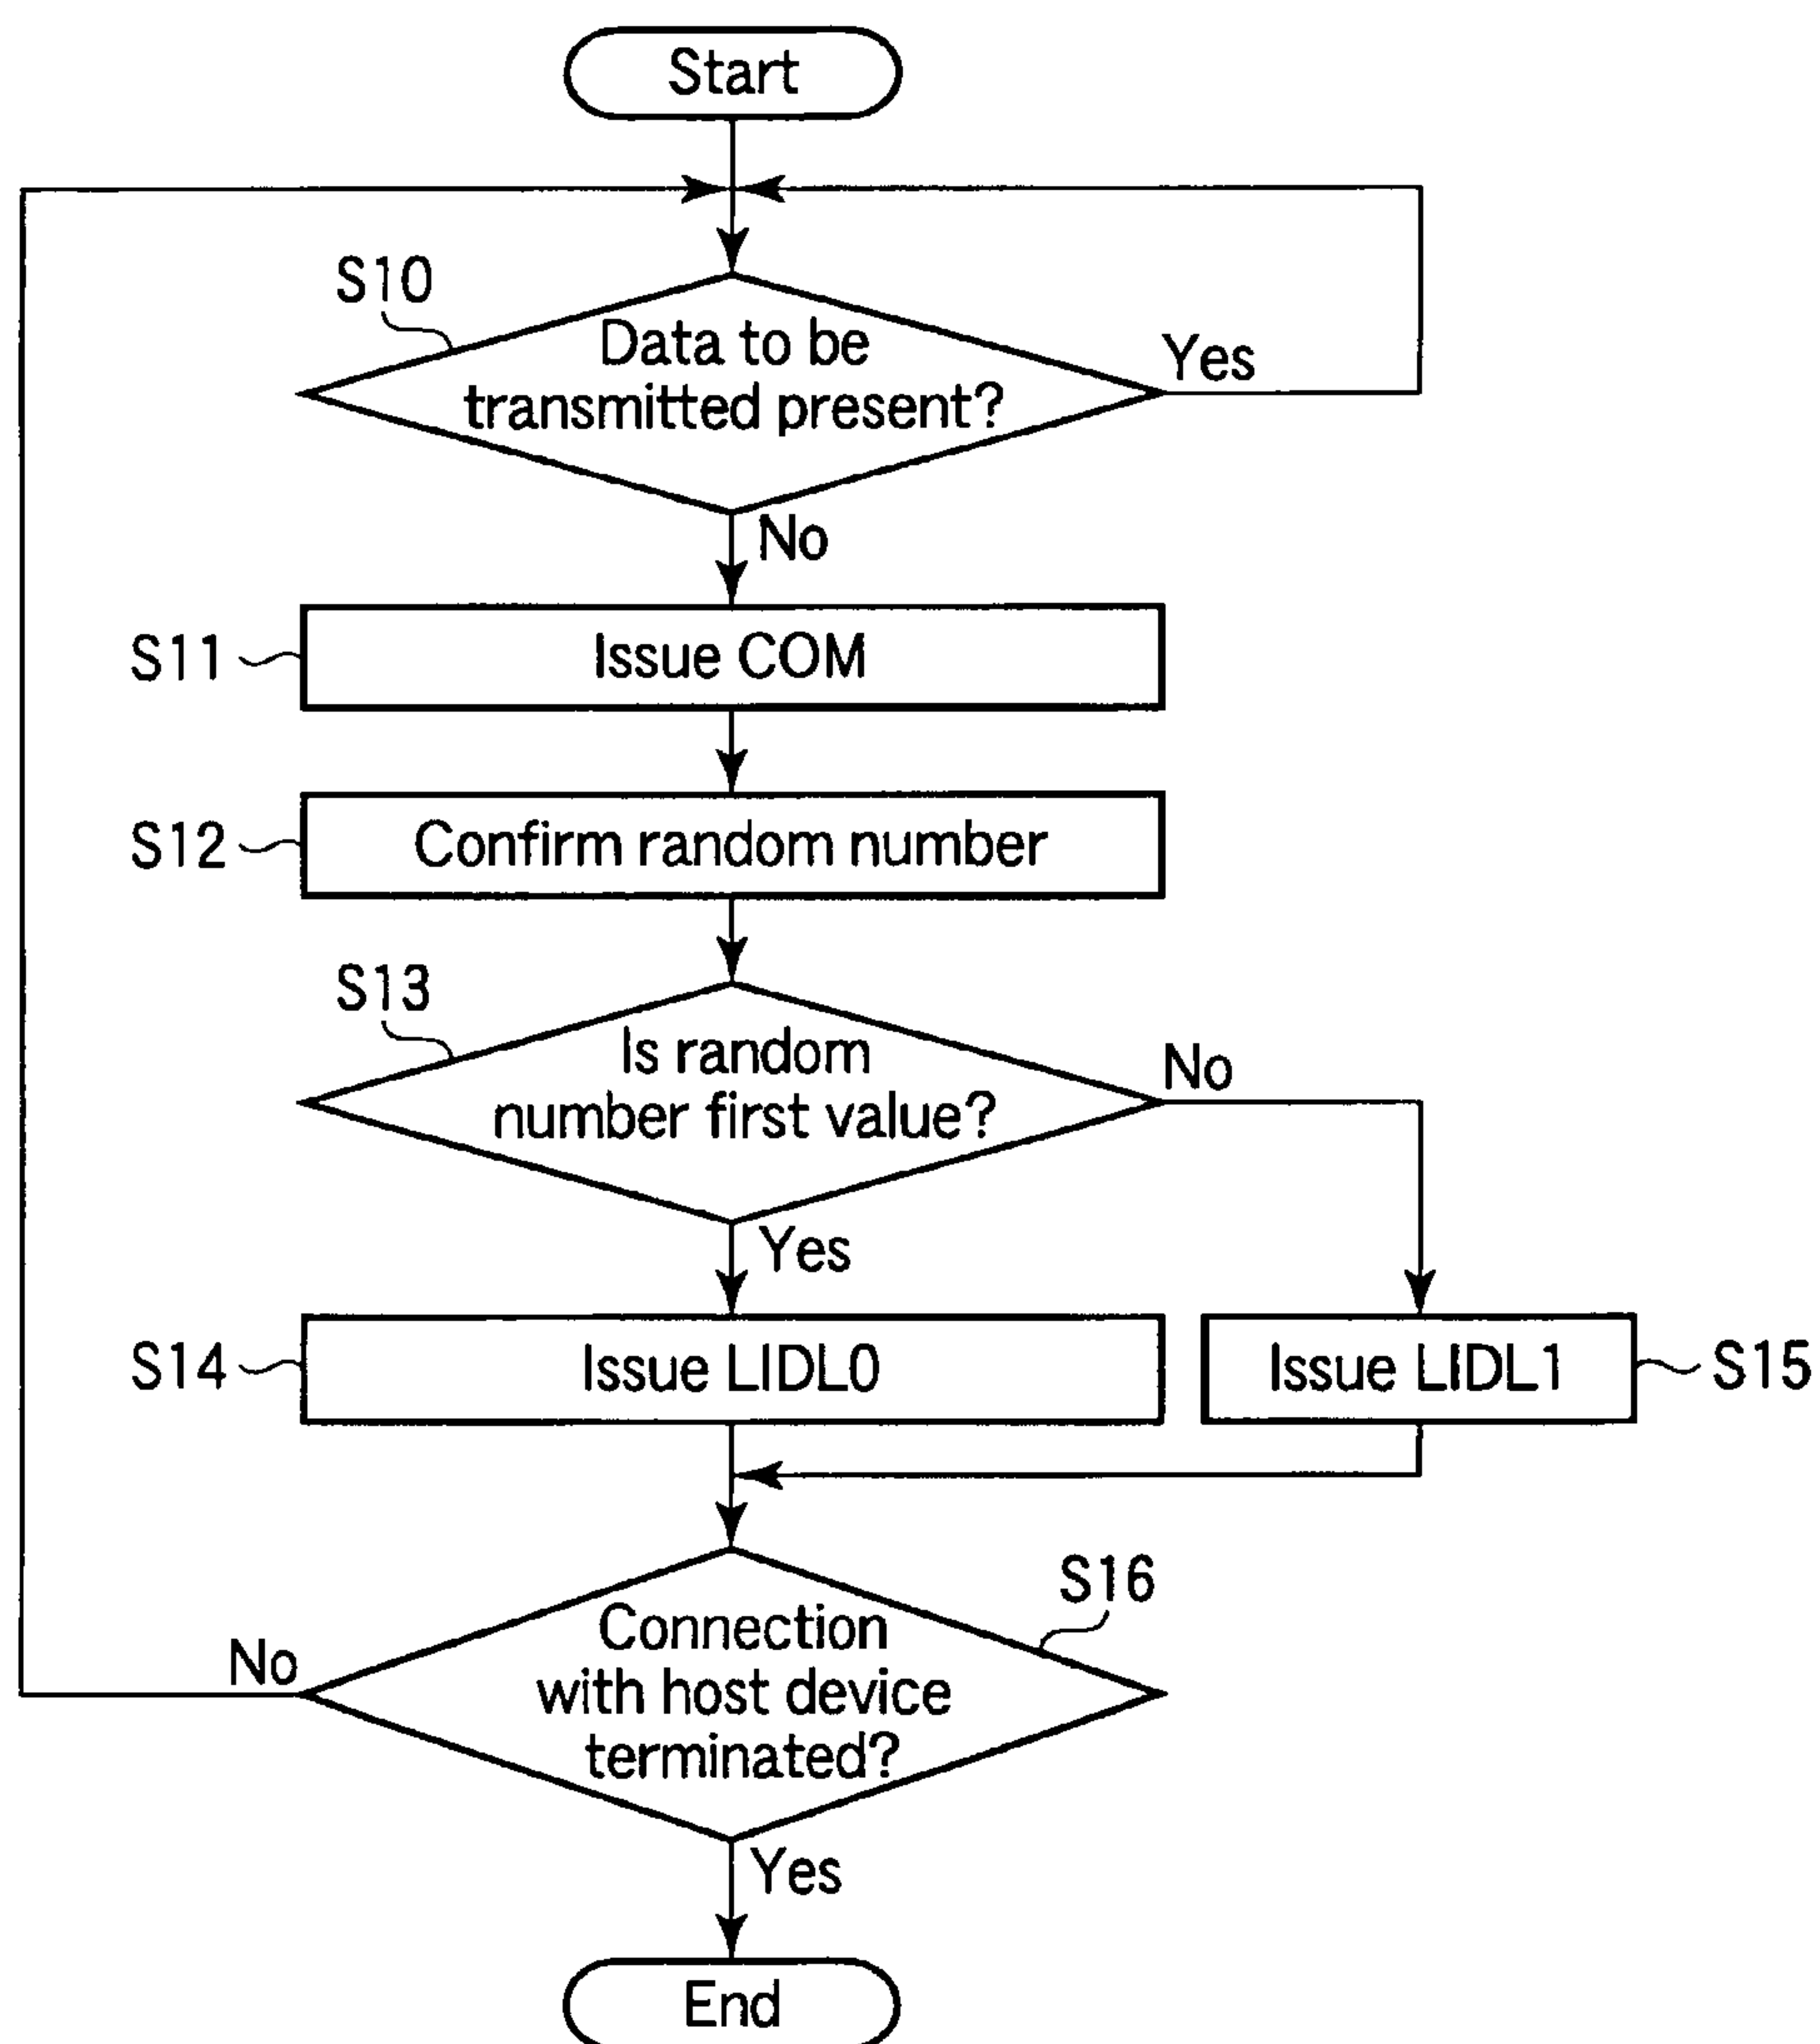 Start
S10
Data to be
transmitted present?
Yes
No
S11
Issue COM
S12
Confirm random number
S13
Is random
number first value?
No
Yes
S14
Issue LIDL0
Issue LIDL1
S15
S16
Connection
with host device
terminated?
No
Yes
End